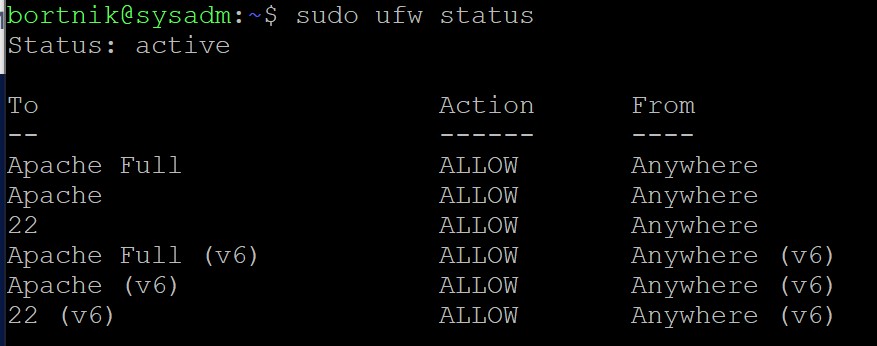 bortnik@sysadm:~$ sudo ufw status
Status: active
To Action From
-- ------ ----
Apache Full ALLOW Anywhere
Apache ALLOW Anywhere
22 ALLOW Anywhere
Apache Full (v6) ALLOW Anywhere (v6)
Apache (v6) ALLOW Anywhere (v6)
22 (v6) ALLOW Anywhere (v6)